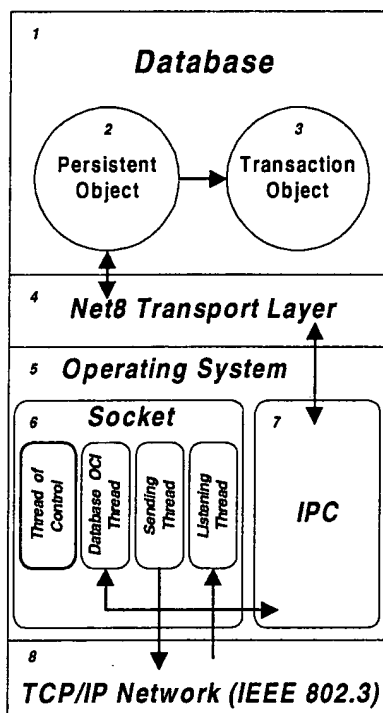 1
Database
2
Persistent
Object
3
Transaction
Object
4
Net8 Transport Layer
5
Operating System
6
Socket
Thread of
Control
Database OCI
Thread
Sending
Thread
Listening
Thread
7
IPC
8
TCP/IP Network (IEEE 802.3)